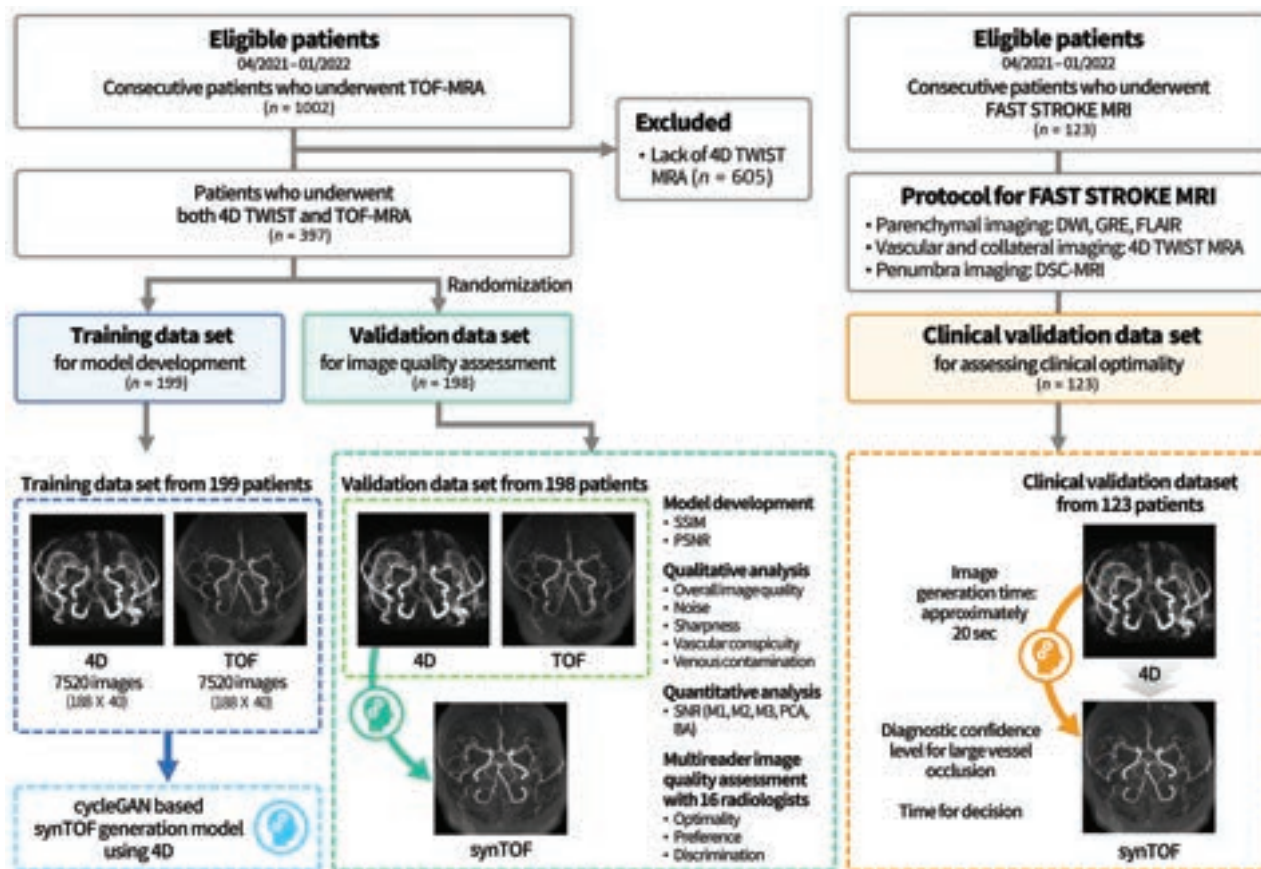 Eligible patients
04/2021–01/2022
Consecutive patients who underwent TOF-MRA
(n = 1002)
Excluded
• Lack of 4D TWIST
MRA (n = 605)
Patients who underwent
both 4D TWIST and TOF-MRA
(n = 397)
Randomization
Training data set
for model development
(n = 199)
Validation data set
for image quality assessment
(n = 198)
Training data set from 199 patients
4D
7520 images
(188 X 40)
TOF
7520 images
(188 X 40)
cycleGAN based
synTOF generation model
using 4D
Validation data set from 198 patients
4D
TOF
synTOF
Model development
• SSIM
• PSNR
Qualitative analysis
• Overall image quality
• Noise
• Sharpness
• Vascular conspicuity
• Venous contamination
Quantitative analysis
• SNR (M1, M2, M3, PCA,
BA)
Multireader image
quality assessment
with 16 radiologists
• Optimality
• Preference
• Discrimination
Eligible patients
04/2021–01/2022
Consecutive patients who underwent
FAST STROKE MRI
(n = 123)
Protocol for FAST STROKE MRI
• Parenchymal imaging: DWI, GRE, FLAIR
• Vascular and collateral imaging: 4D TWIST MRA
• Penumbra imaging: DSC-MRI
Clinical validation data set
for assessing clinical optimality
(n = 123)
Clinical validation dataset
from 123 patients
Image
generation time:
approximately
20 sec
4D
Diagnostic confidence
level for large vessel
occlusion
Time for decision
synTOF